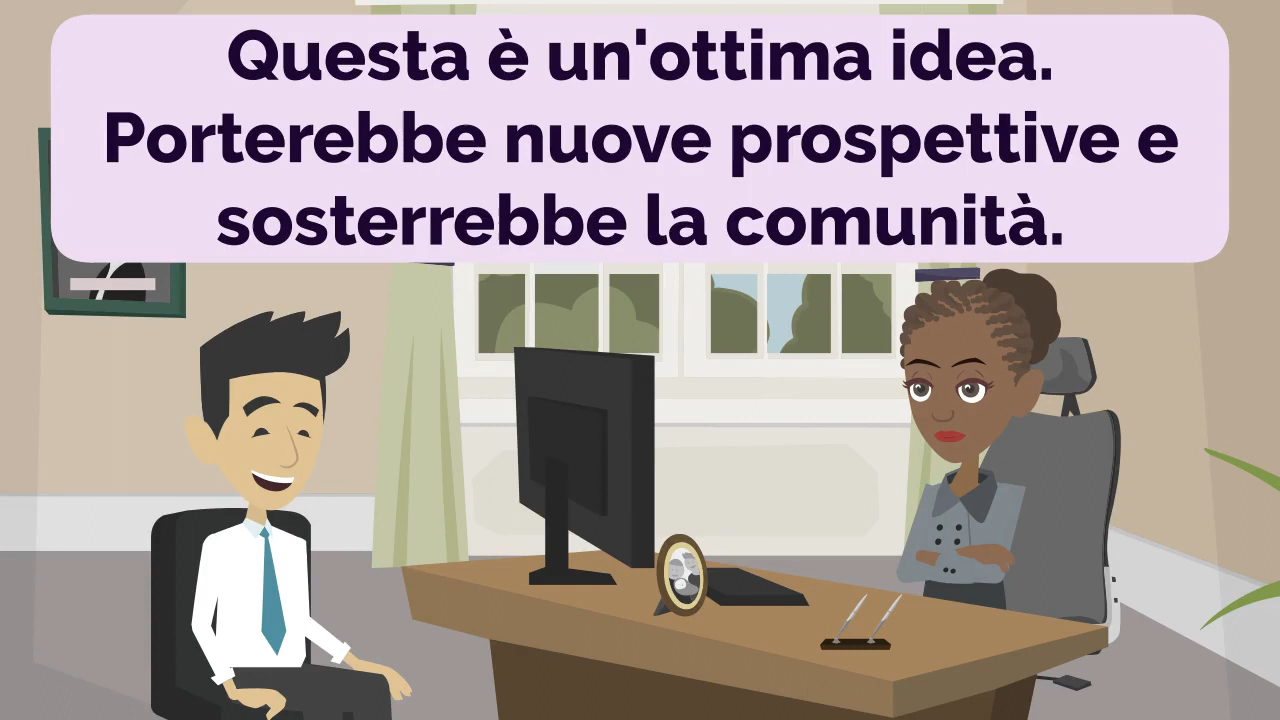 Questa è un'ottima idea.
Porterebbe nuove prospettive e
sosterrebbe la comunità.